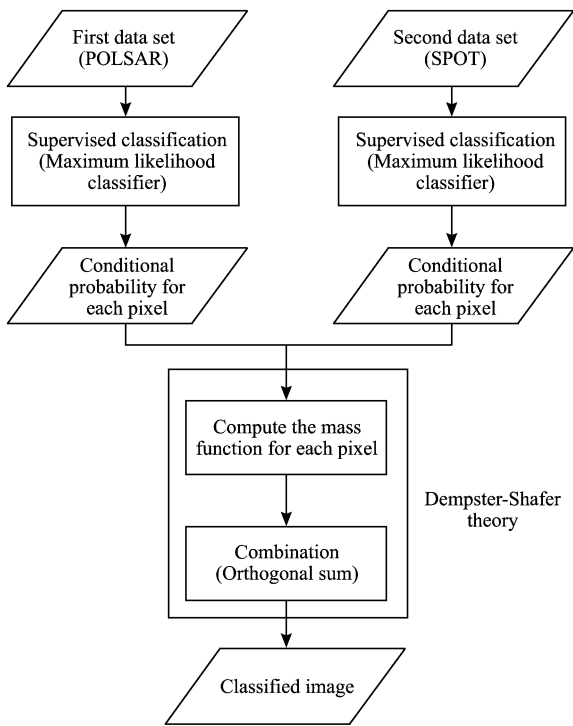 First data set
(POLSAR)
Second data set
(SPOT)
Supervised classification
(Maximum likelihood
classifier)
Supervised classification
(Maximum likelihood
classifier)
Conditional
probability for
each pixel
Conditional
probability for
each pixel
Compute the mass
function for each pixel
Dempster-Shafer
theory
Combination
(Orthogonal sum)
Classified image